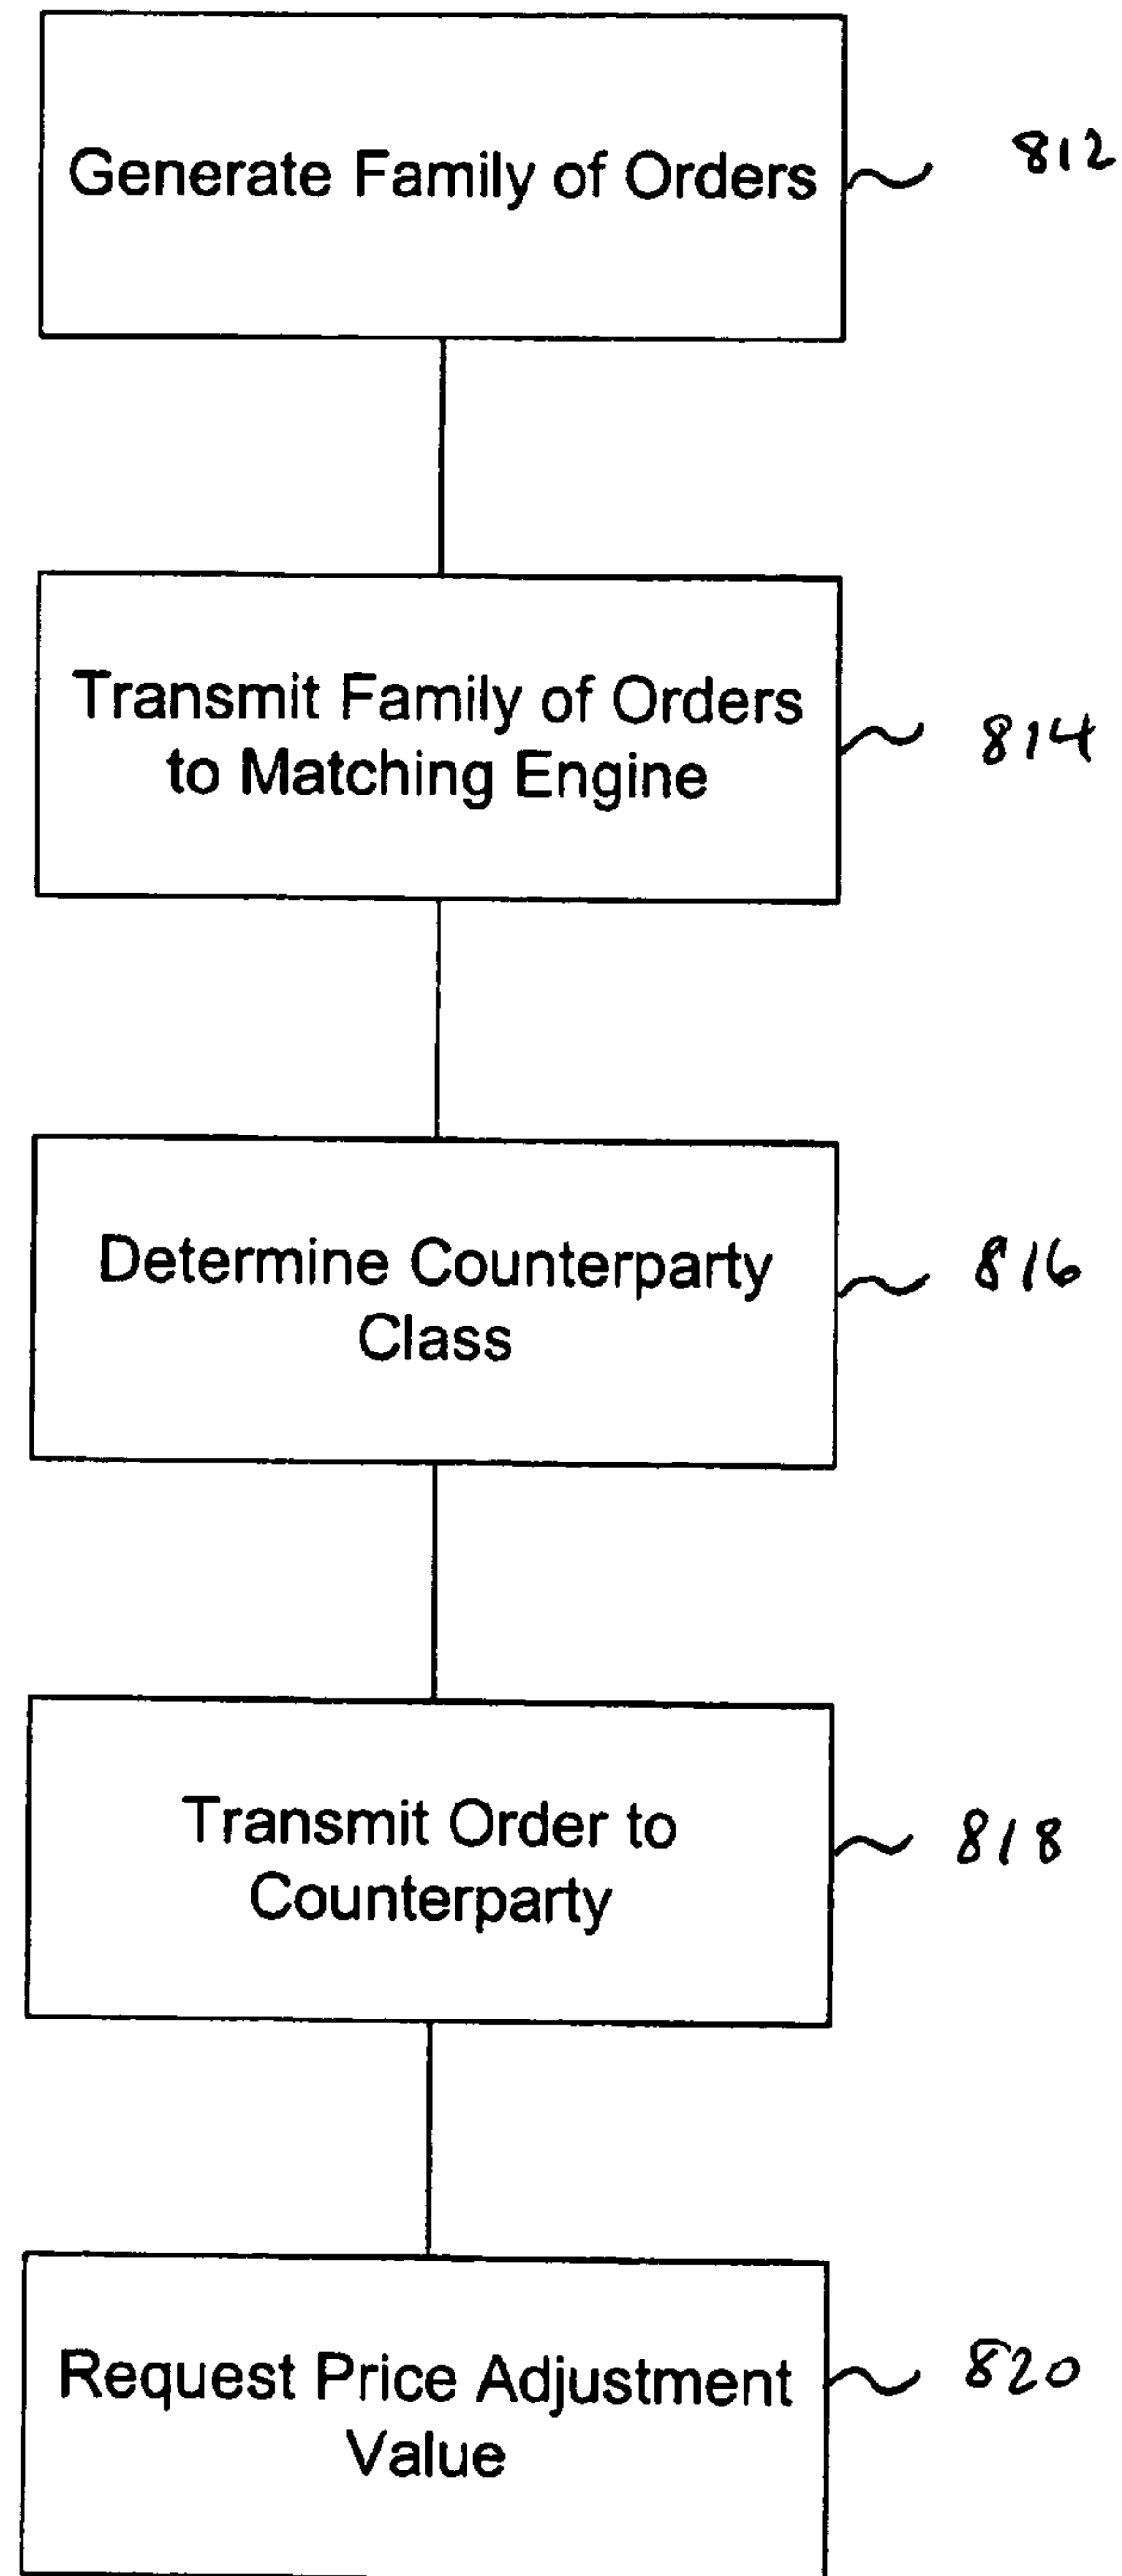 Generate Family of Orders
812
Transmit Family of Orders
to Matching Engine
814
Determine Counterparty
Class
816
Transmit Order to
Counterparty
818
Request Price Adjustment
Value
820